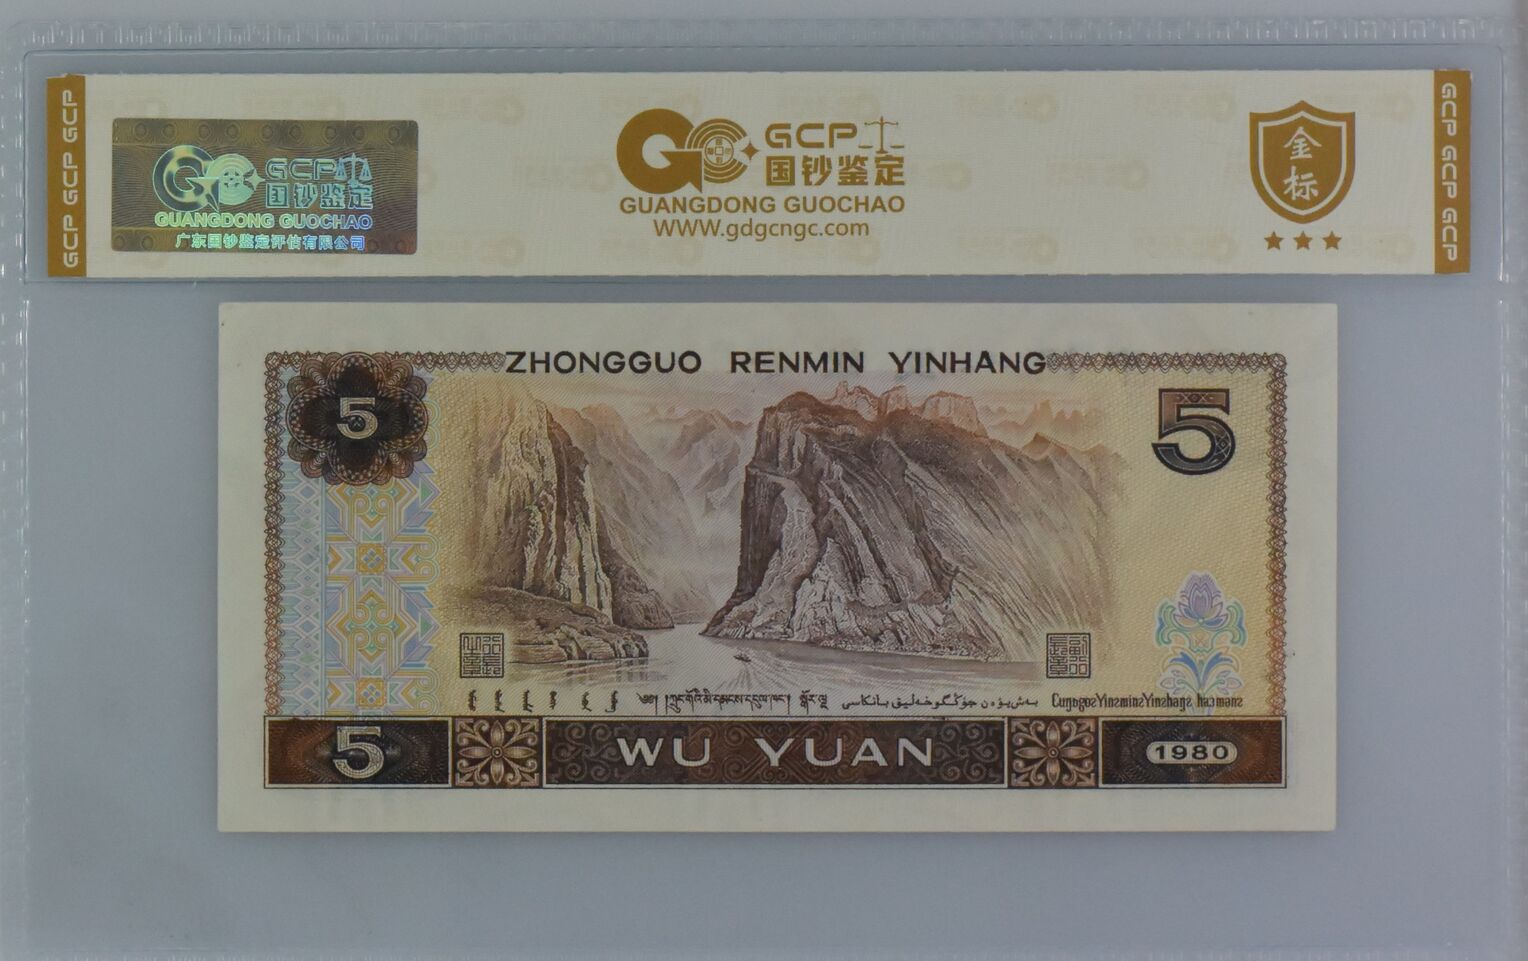 GCP GCP GCP
GCP
国钞鉴定
GUANGDONG GUOCHAO
广东国钞鉴定评估有限公司
GCP
国钞鉴定
GUANGDONG GUOCHAO
WWW.gdgcngc.com
金
标
GCP GCP GCP
ZHONGGUO RENMIN YINHANG
5
5
5
WU YUAN
1980